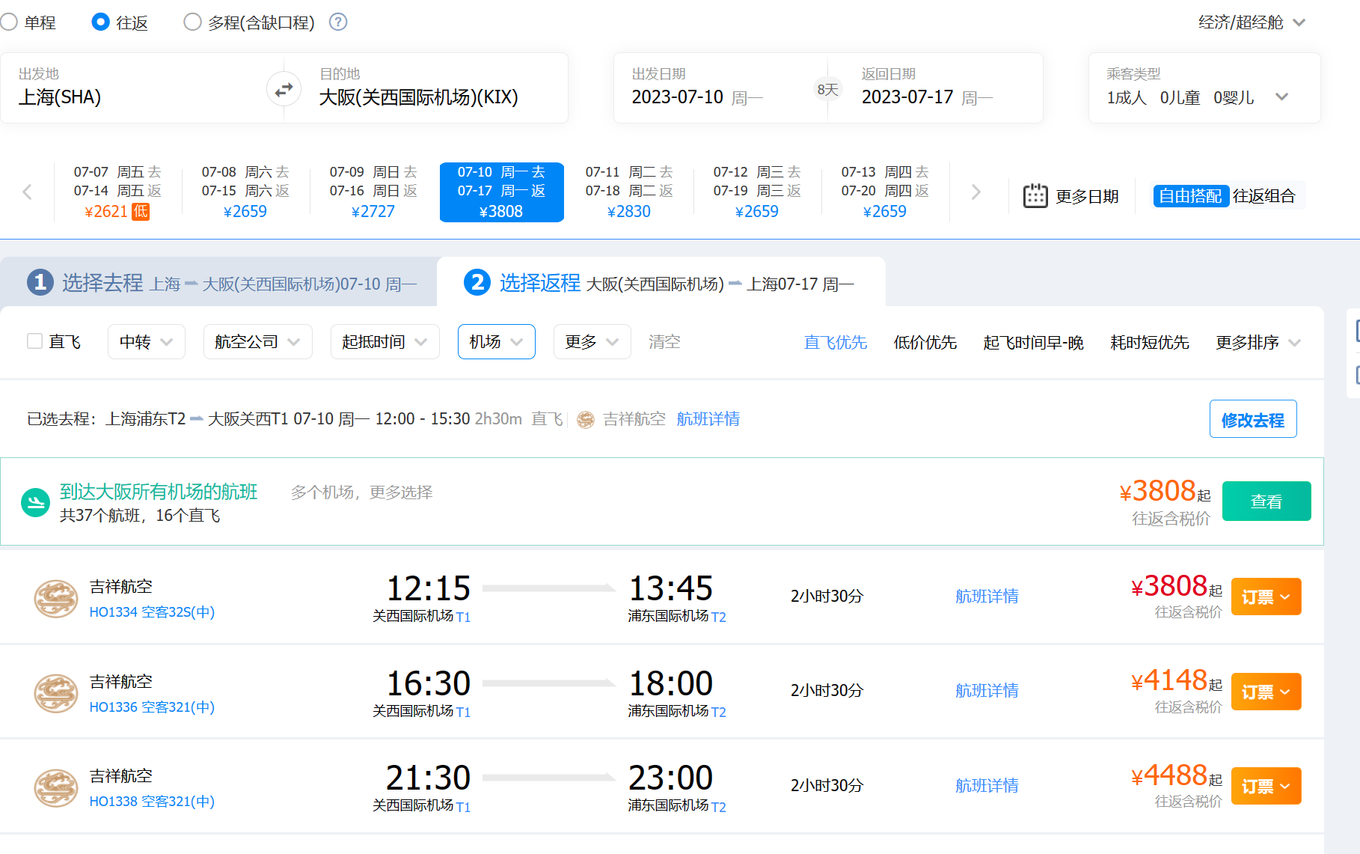 单程 往返 多程(含缺口程) ? 经济/超经舱
出发地 目的地 出发日期 返回日期 乘客类型
上海(SHA) 大阪(关西国际机场)(KIX) 2023-07-10 周一 8天 2023-07-17 周一 1成人 0儿童 0婴儿
07-07 周五 去 07-08 周六 去 07-09 周日 去 07-10 周一 去 07-11 周二 去 07-12 周三 去 07-13 周四 去
07-14 周五 返 07-15 周六 返 07-16 周日 返 07-17 周一 返 07-18 周二 返 07-19 周三 返 07-20 周四 返
¥2621 低 ¥2659 ¥2727 ¥3808 ¥2830 ¥2659 ¥2659
更多日期 自由搭配 往返组合
1 选择去程 上海 大阪(关西国际机场)07-10 周一 2 选择返程 大阪(关西国际机场) 上海07-17 周一
直飞 中转 航空公司 起抵时间 机场 更多 清空 直飞优先 低价优先 起飞时间早-晚 耗时短优先 更多排序
已选去程：上海浦东T2 大阪关西T1 07-10 周一 12:00 - 15:30 2h30m 直飞 吉祥航空 航班详情 修改去程
到达大阪所有机场的航班 多个机场，更多选择 ¥3808起 查看
共37个航班，16个直飞 往返含税价
吉祥航空 12:15 13:45 2小时30分 航班详情 ¥3808起 订票
HO1334 空客32S(中) 关西国际机场 T1 浦东国际机场 T2 往返含税价
吉祥航空 16:30 18:00 2小时30分 航班详情 ¥4148起 订票
HO1336 空客321(中) 关西国际机场 T1 浦东国际机场 T2 往返含税价
吉祥航空 21:30 23:00 2小时30分 航班详情 ¥4488起 订票
HO1338 空客321(中) 关西国际机场 T1 浦东国际机场 T2 往返含税价